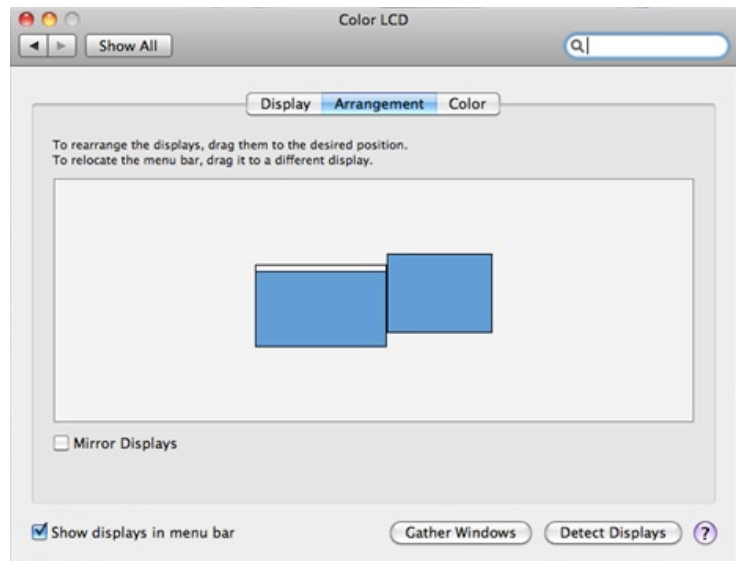 Color LCD
Show All
Display Arrangement Color
To rearrange the displays, drag them to the desired position.
To relocate the menu bar, drag it to a different display.
Mirror Displays
Show displays in menu bar Gather Windows Detect Displays ?